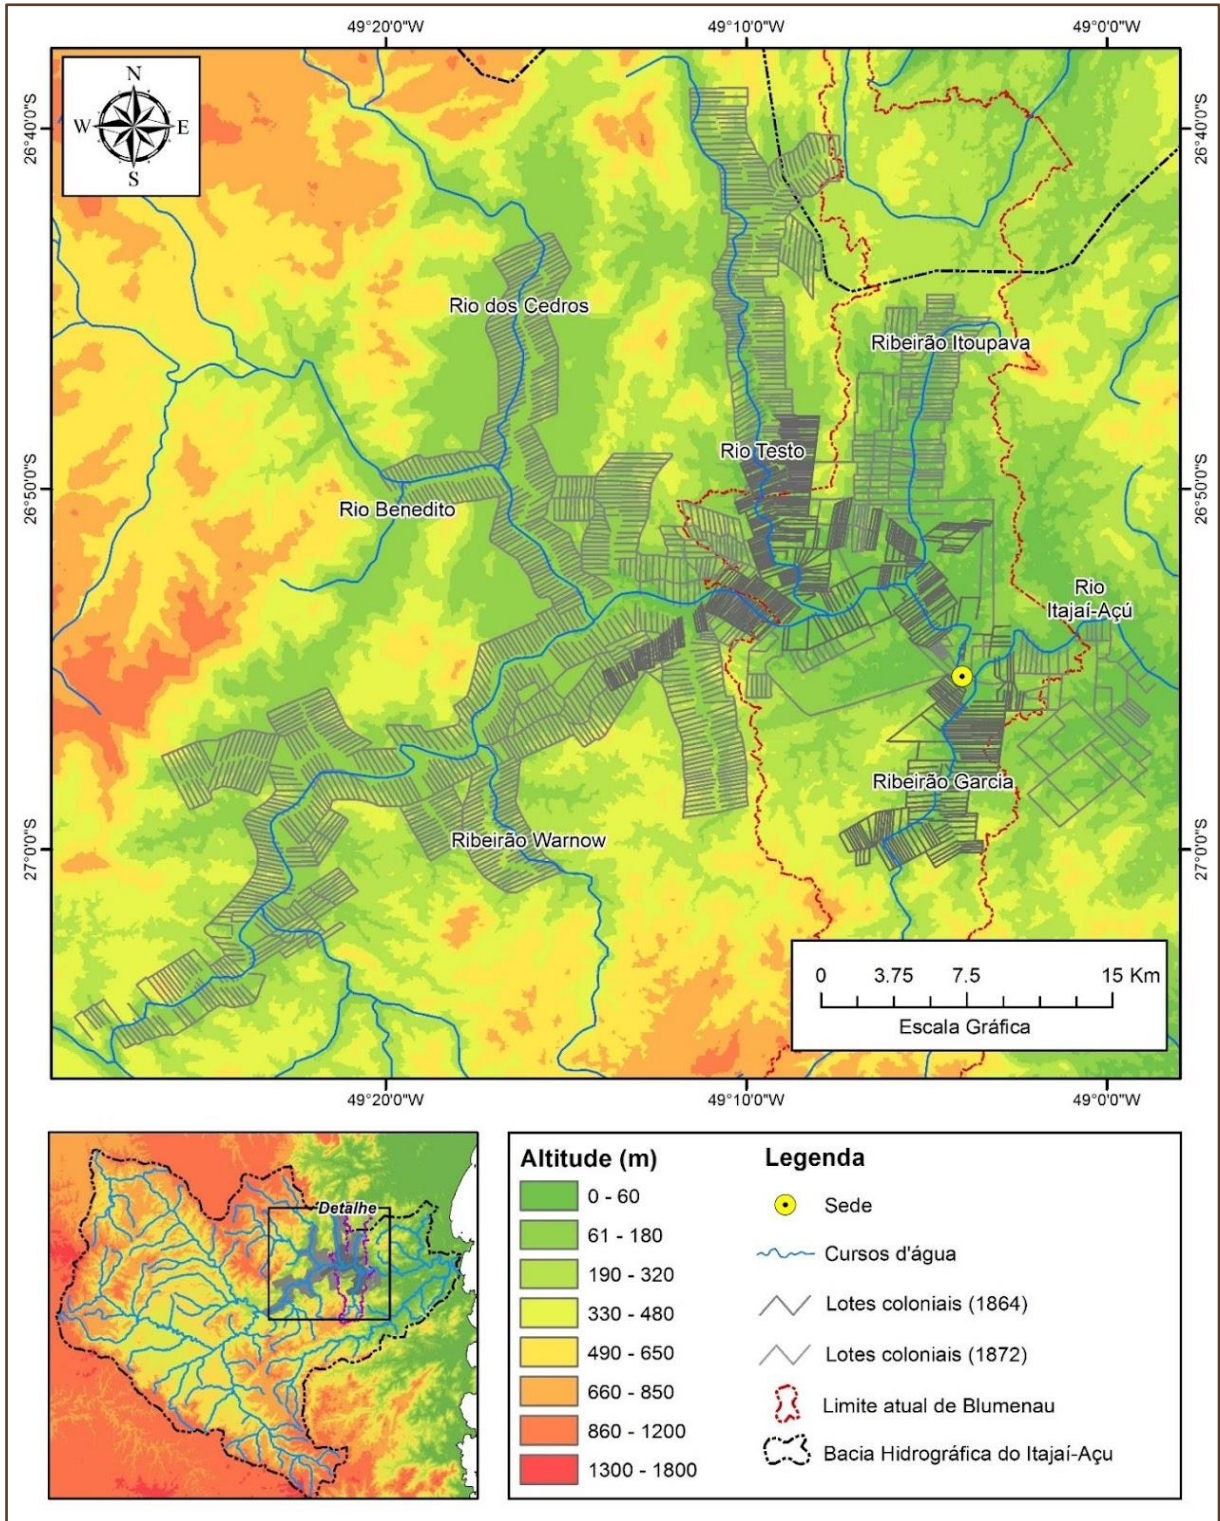 49°20'0"W
49°10'0"W
49°0'0"W
N
W
E
S
26°40'0"S
26°40'0"S
Rio dos Cedros
Ribeirão Itoupava
Rio Testo
26°50'0"S
Rio Benedito
26°50'0"S
Rio
Itajaí-Açú
Ribeirão Garcia
Ribeirão Warnow
27°0'0"S
27°0'0"S
0 3.75 7.5 15 Km
Escala Gráfica
49°20'0"W
49°10'0"W
49°0'0"W
Detalhe
Altitude (m)
0 - 60
61 - 180
190 - 320
330 - 480
490 - 650
660 - 850
860 - 1200
1300 - 1800
Legenda
Sede
Cursos d'água
Lotes coloniais (1864)
Lotes coloniais (1872)
Limite atual de Blumenau
Bacia Hidrográfica do Itajaí-Açu